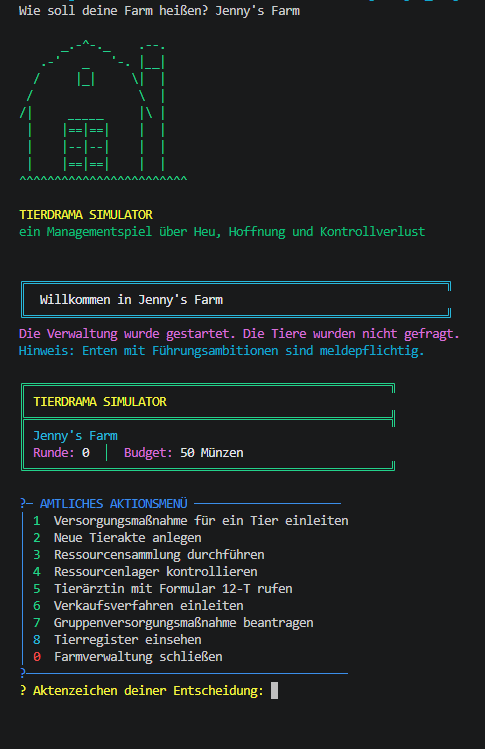 Wie soll deine Farm heißen? Jenny's Farm
TIERDRAMA SIMULATOR
ein Managementspiel über Heu, Hoffnung und Kontrollverlust
Willkommen in Jenny's Farm
Die Verwaltung wurde gestartet. Die Tiere wurden nicht gefragt.
Hinweis: Enten mit Führungsambitionen sind meldepflichtig.
TIERDRAMA SIMULATOR
Jenny's Farm
Runde: 0 | Budget: 50 Münzen
?─ AMTLICHES AKTIONSMENÜ
1 Versorgungsmaßnahme für ein Tier einleiten
2 Neue Tierakte anlegen
3 Ressourcensammlung durchführen
4 Ressourcenlager kontrollieren
5 Tierärztin mit Formular 12-T rufen
6 Verkaufsverfahren einleiten
7 Gruppenversorgungsmaßnahme beantragen
8 Tierregister einsehen
0 Farmverwaltung schließen
?
? Aktenzeichen deiner Entscheidung: